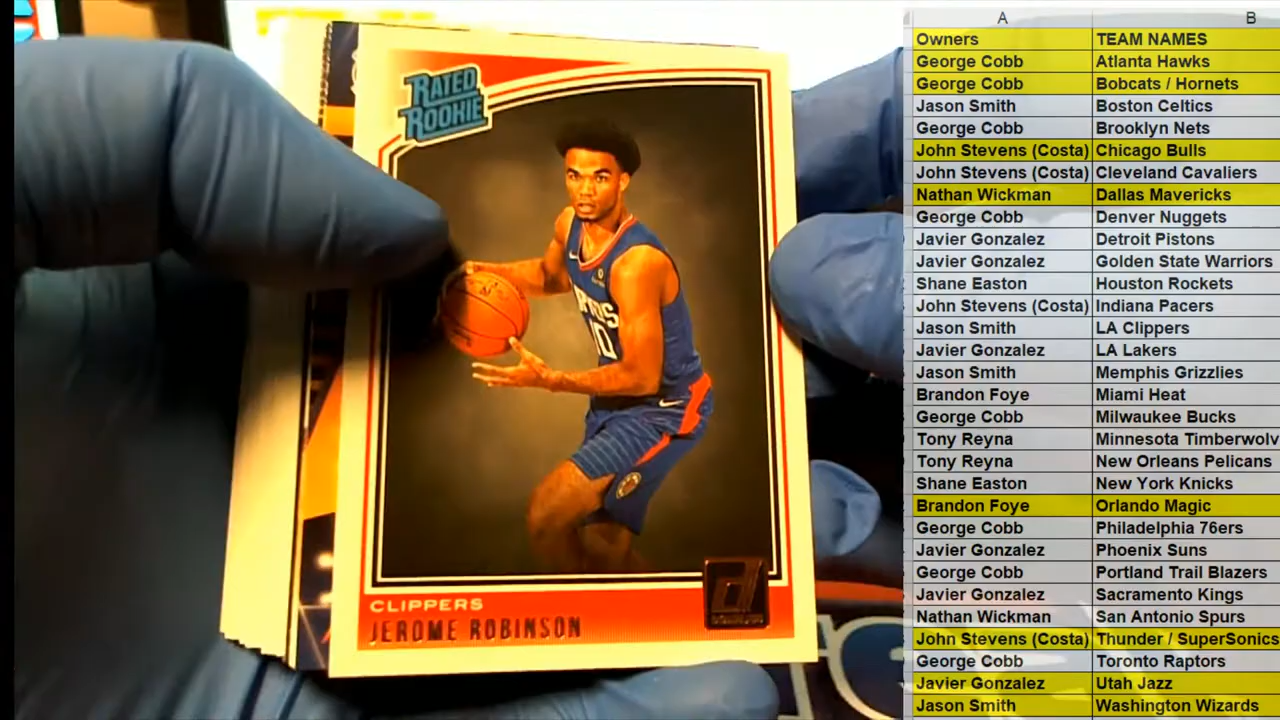 RATED
ROOKIE
CLIPPERS
JEROME ROBINSON
A B
Owners TEAM NAMES
George Cobb Atlanta Hawks
George Cobb Bobcats / Hornets
Jason Smith Boston Celtics
George Cobb Brooklyn Nets
John Stevens (Costa) Chicago Bulls
John Stevens (Costa) Cleveland Cavaliers
Nathan Wickman Dallas Mavericks
George Cobb Denver Nuggets
Javier Gonzalez Detroit Pistons
Javier Gonzalez Golden State Warriors
Shane Easton Houston Rockets
John Stevens (Costa) Indiana Pacers
Jason Smith LA Clippers
Javier Gonzalez LA Lakers
Jason Smith Memphis Grizzlies
Brandon Foye Miami Heat
George Cobb Milwaukee Bucks
Tony Reyna Minnesota Timberwolv
Tony Reyna New Orleans Pelicans
Shane Easton New York Knicks
Brandon Foye Orlando Magic
George Cobb Philadelphia 76ers
Javier Gonzalez Phoenix Suns
George Cobb Portland Trail Blazers
Javier Gonzalez Sacramento Kings
Nathan Wickman San Antonio Spurs
John Stevens (Costa) Thunder / SuperSonics
George Cobb Toronto Raptors
Javier Gonzalez Utah Jazz
Jason Smith Washington Wizards